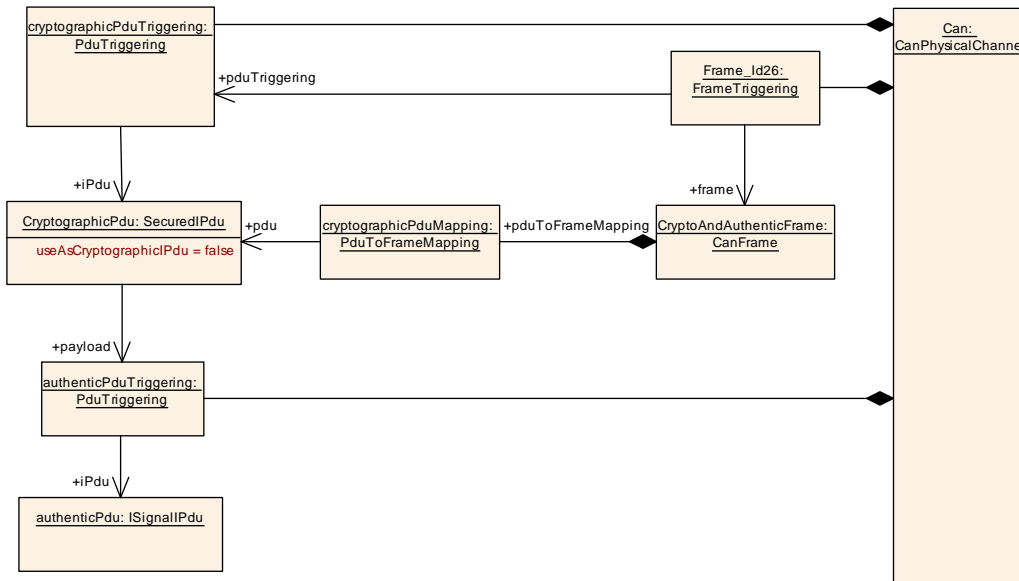 cryptographicPduTriggering:
PduTriggering
Can:
CanPhysicalChanne
Frame_Id26:
FrameTriggering
+pduTriggering
+iPdu
+frame
CryptographicPdu: SecuredIPdu
useAsCryptographicIPdu = false
+pdu
cryptographicPduMapping:
PduToFrameMapping
+pduToFrameMapping
CryptoAndAuthenticFrame:
CanFrame
+payload
authenticPduTriggering:
PduTriggering
+iPdu
authenticPdu: ISignalIPdu